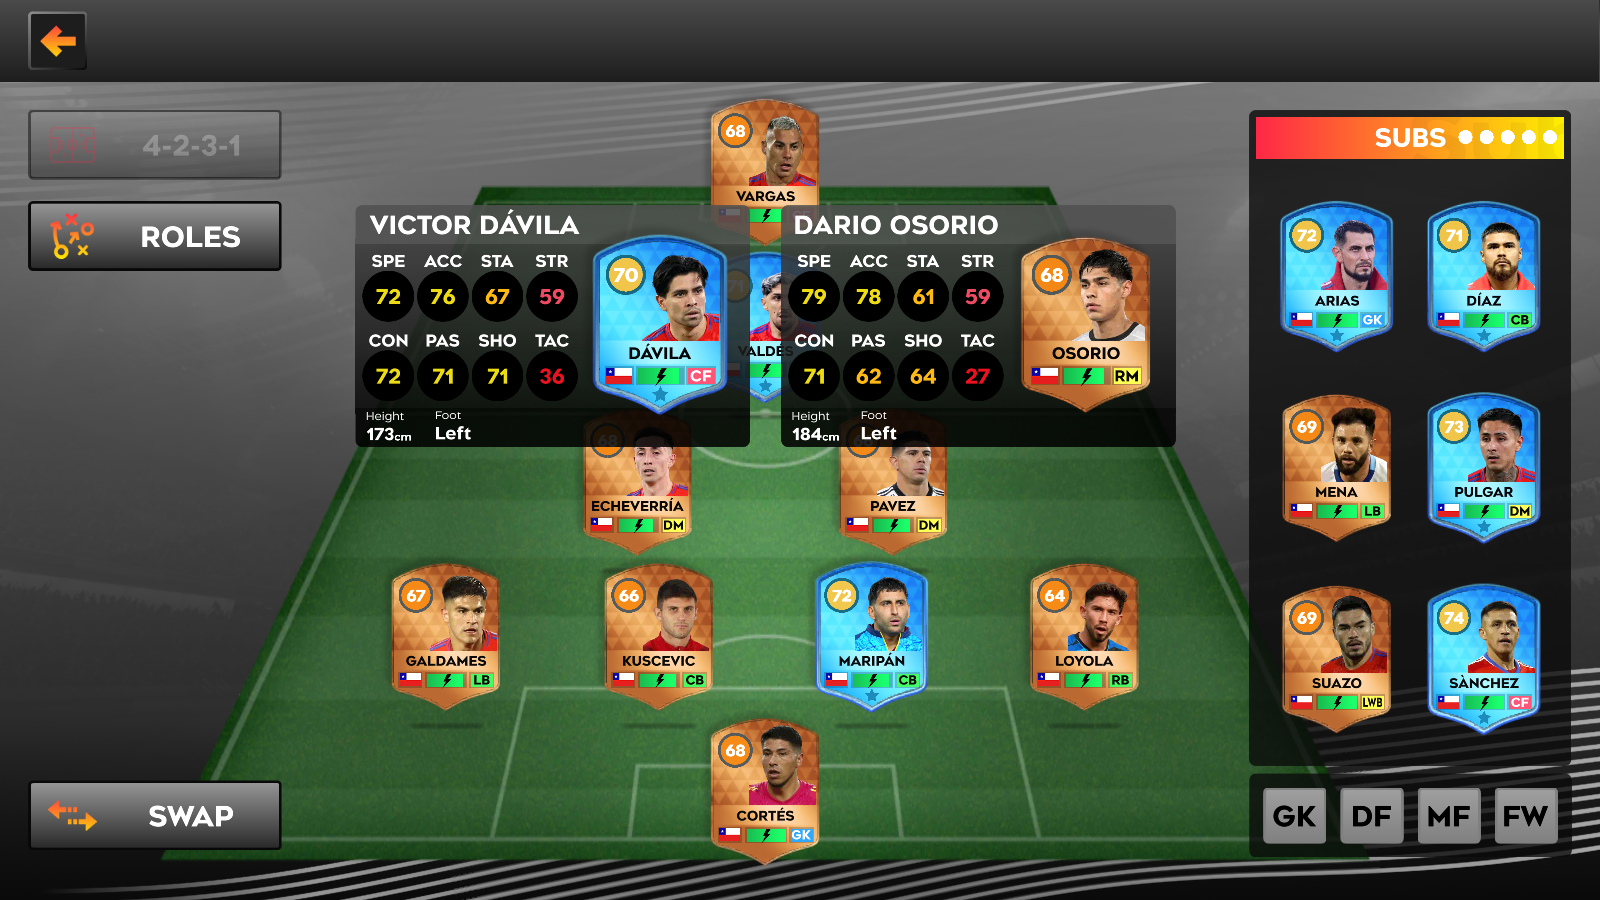 4-2-3-1
ROLES
SWAP
68
VARGAS
VICTOR DÁVILA
SPE ACC STA STR
72 76 67 59
CON PAS SHO TAC
72 71 71 36
Height Foot
173cm Left
70
DÁVILA
CF
71
VALDÉS
DARIO OSORIO
SPE ACC STA STR
79 78 61 59
CON PAS SHO TAC
71 62 64 27
Height Foot
184cm Left
68
OSORIO
RM
68
ECHEVERRÍA
DM
PAVEZ
DM
67
GALDAMES
LB
66
KUSCEVIC
CB
72
MARIPÁN
CB
64
LOYOLA
RB
68
CORTÉS
GK
SUBS
72
ARIAS
GK
71
DÍAZ
CB
69
MENA
LB
73
PULGAR
DM
69
SUAZO
LWB
74
SÀNCHEZ
CF
GK DF MF FW